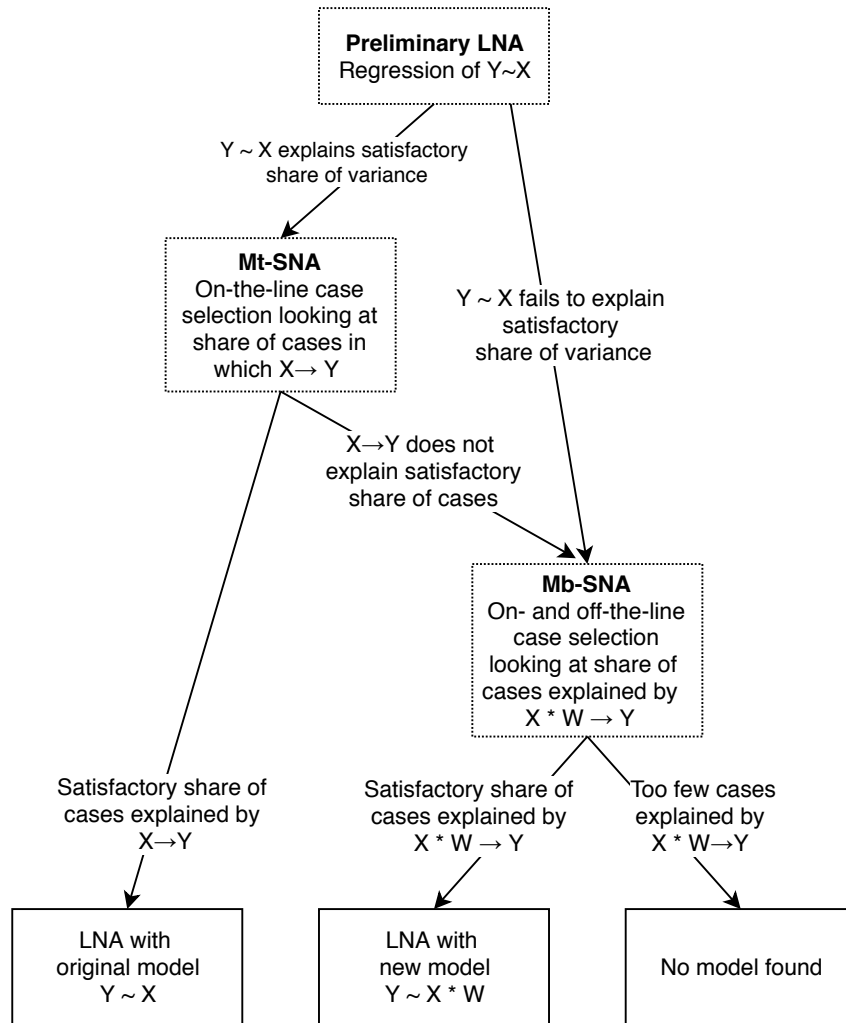 Preliminary LNA
Regression of Y~X
Y ~ X explains satisfactory
share of variance
Mt-SNA
On-the-line case
selection looking at
share of cases in
which X→ Y
Y ~ X fails to explain
satisfactory
share of variance
X→Y does not
explain satisfactory
share of cases
Mb-SNA
On- and off-the-line
case selection
looking at share of
cases explained by
X * W → Y
Satisfactory share of
cases explained by
X→Y
Satisfactory share of
cases explained by
X * W → Y
Too few cases
explained by
X * W→Y
LNA with
original model
Y ~ X
LNA with
new model
Y ~ X * W
No model found